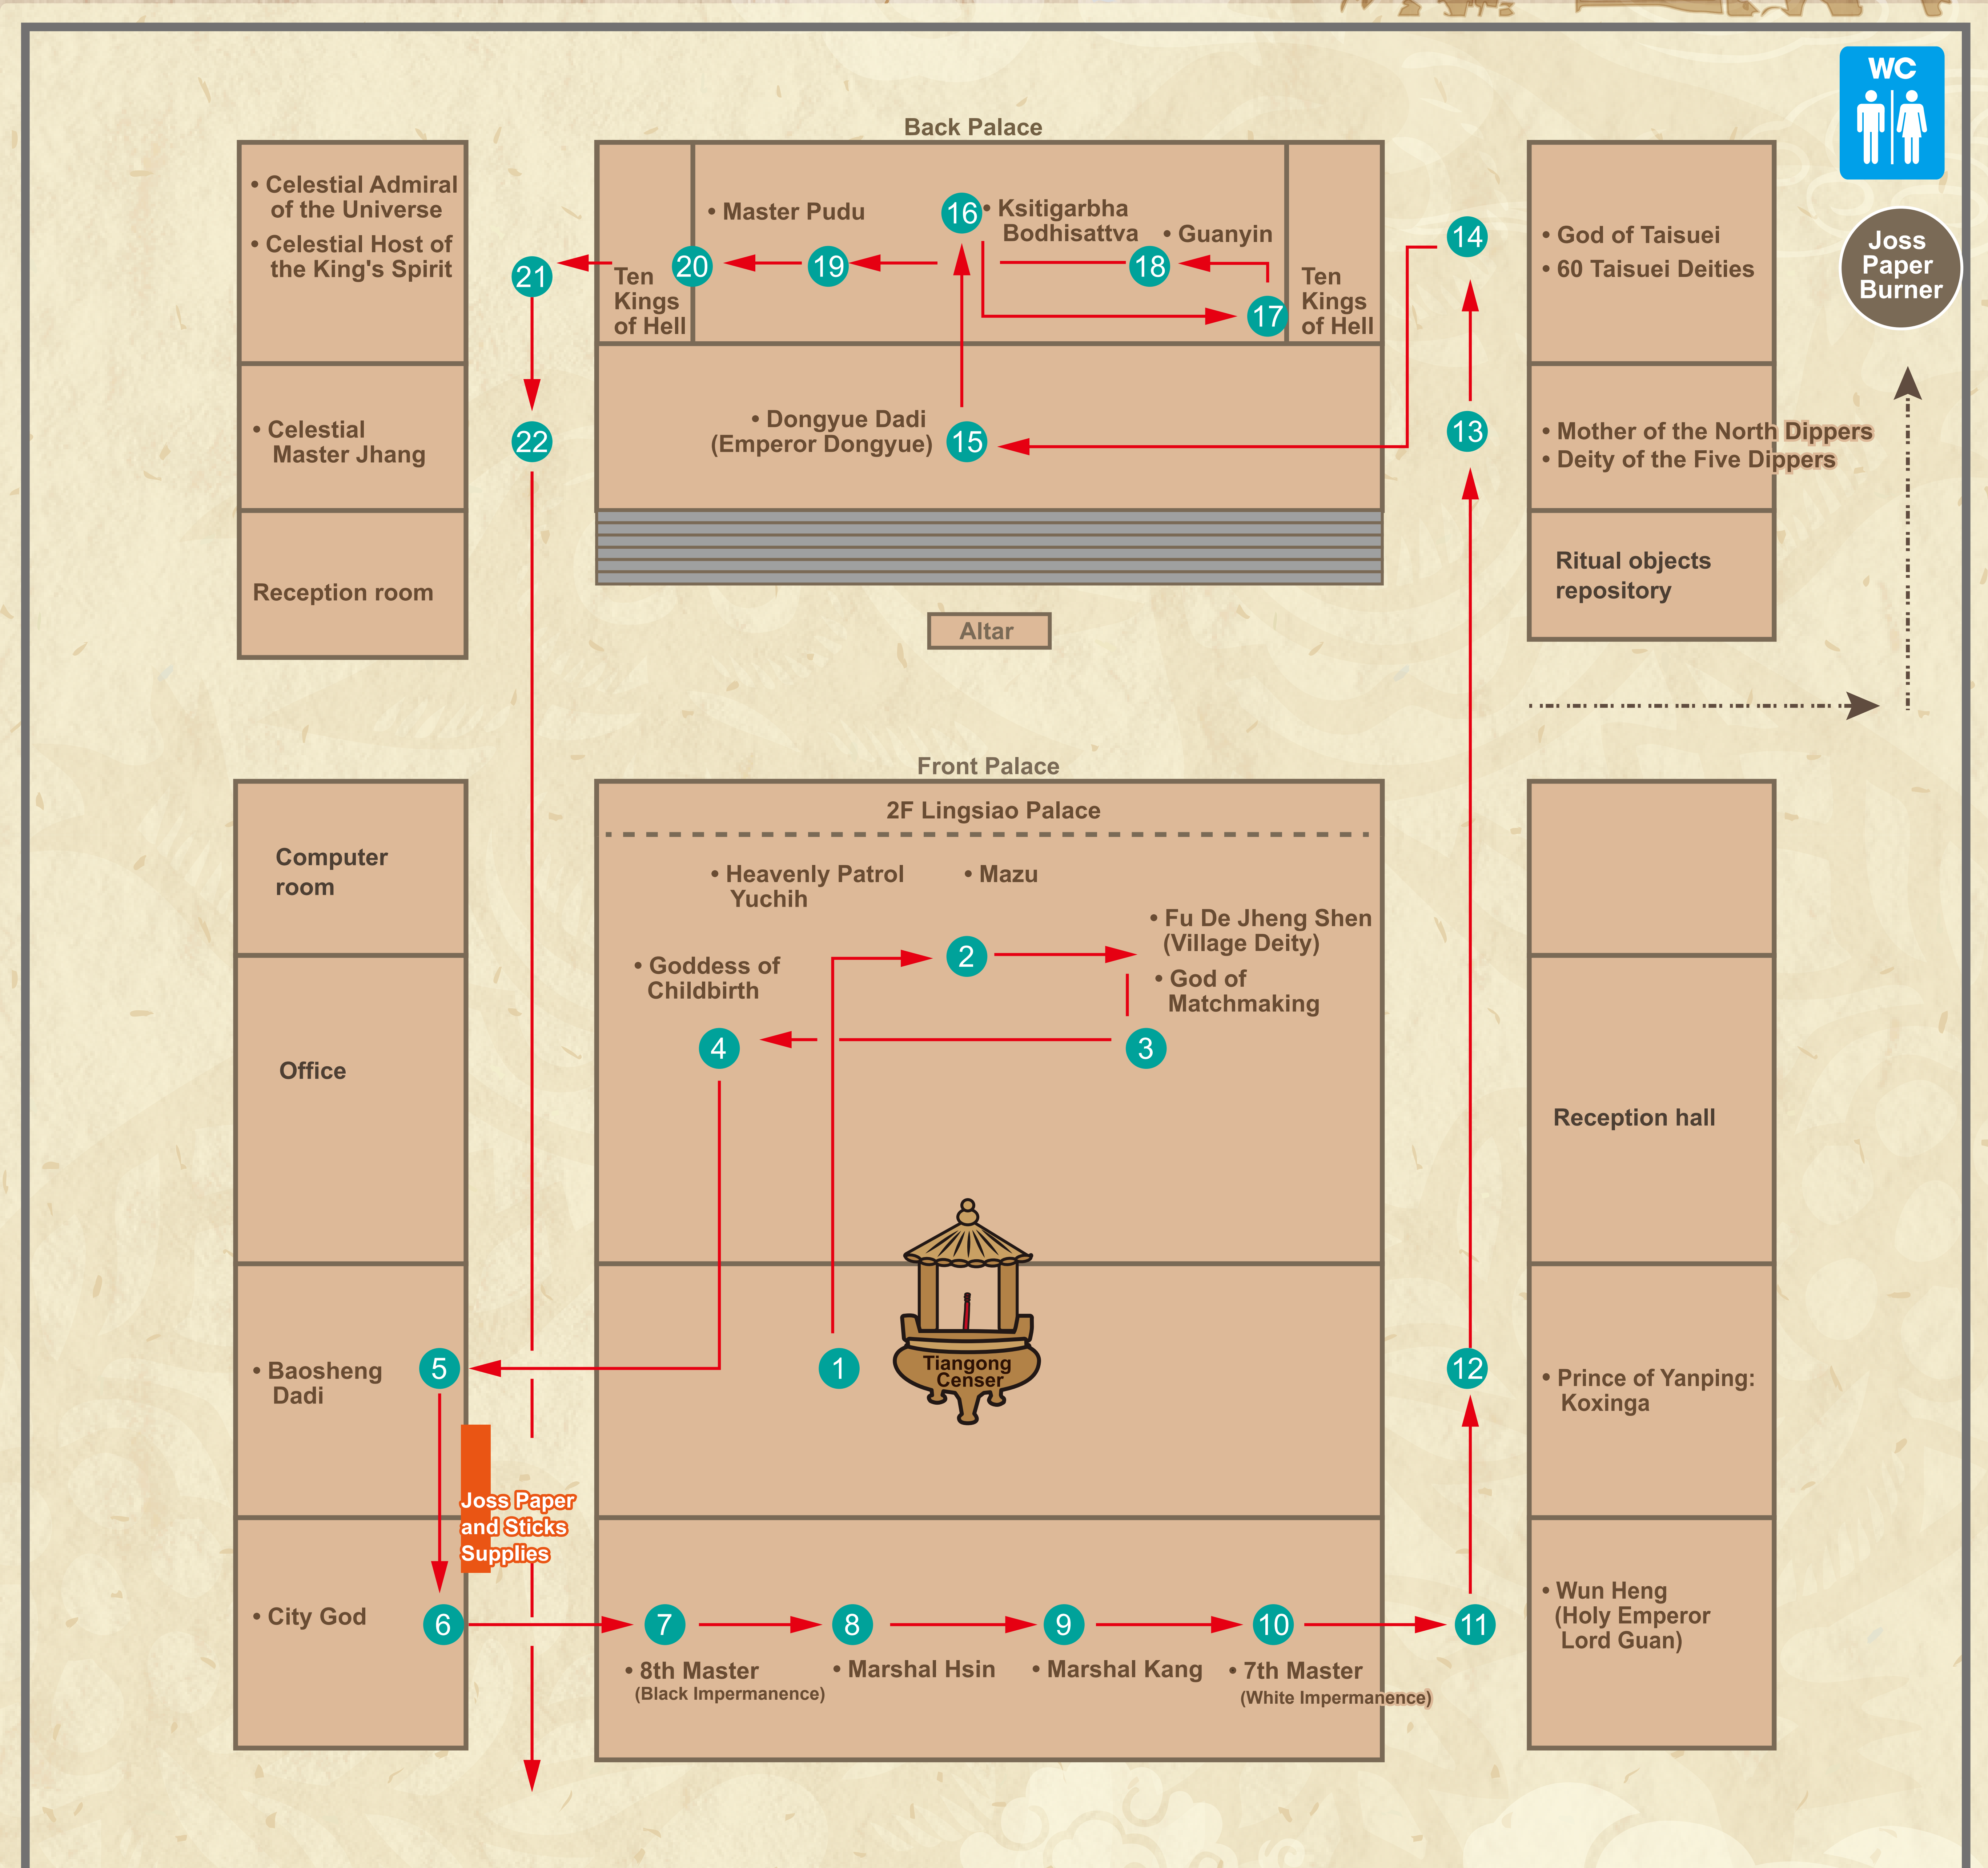 WC
Joss
Paper
Burner
Back Palace
• Celestial Admiral
of the Universe
• Celestial Host of
the King's Spirit
21
Ten
Kings
of Hell
20
• Master Pudu
19
16
• Ksitigarbha
Bodhisattva
• Guanyin
18
17
Ten
Kings
of Hell
14
• God of Taisuei
• 60 Taisuei Deities
• Celestial
Master Jhang
22
• Dongyue Dadi
(Emperor Dongyue)
15
13
• Mother of the North Dippers
• Deity of the Five Dippers
Reception room
Ritual objects
repository
Altar
Front Palace
2F Lingsiao Palace
Computer
room
• Heavenly Patrol
Yuchih
• Mazu
• Fu De Jheng Shen
(Village Deity)
2
• Goddess of
Childbirth
• God of
Matchmaking
4
3
Office
Reception hall
• Baosheng
Dadi
5
1
Tiangong
Censer
12
• Prince of Yanping:
Koxinga
Joss Paper
and Sticks
Supplies
• City God
6
7
8
9
10
11
• Wun Heng
(Holy Emperor
Lord Guan)
• 8th Master
(Black Impermanence)
• Marshal Hsin
• Marshal Kang
• 7th Master
(White Impermanence)